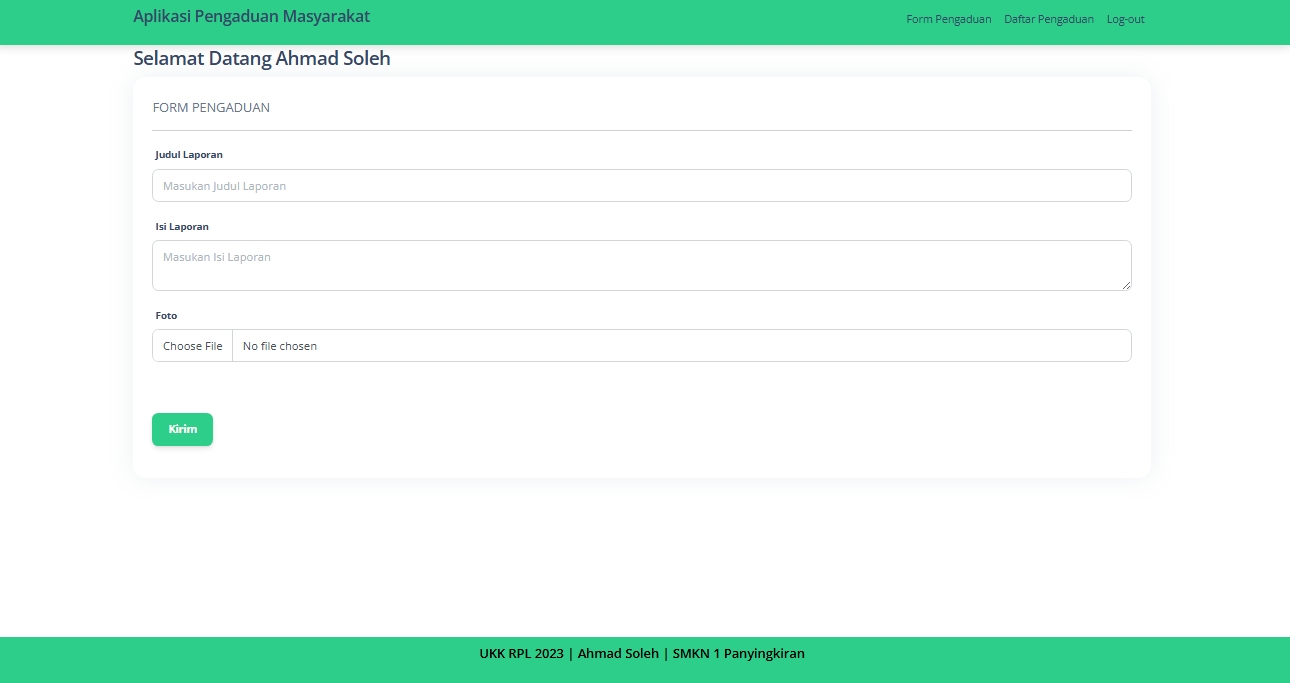 Aplikasi Pengaduan Masyarakat
Form Pengaduan Daftar Pengaduan Log-out
Selamat Datang Ahmad Soleh
FORM PENGADUAN
Judul Laporan
Masukan Judul Laporan
Isi Laporan
Masukan Isi Laporan
Foto
Choose File No file chosen
Kirim
UKK RPL 2023 | Ahmad Soleh | SMKN 1 Panyingkiran